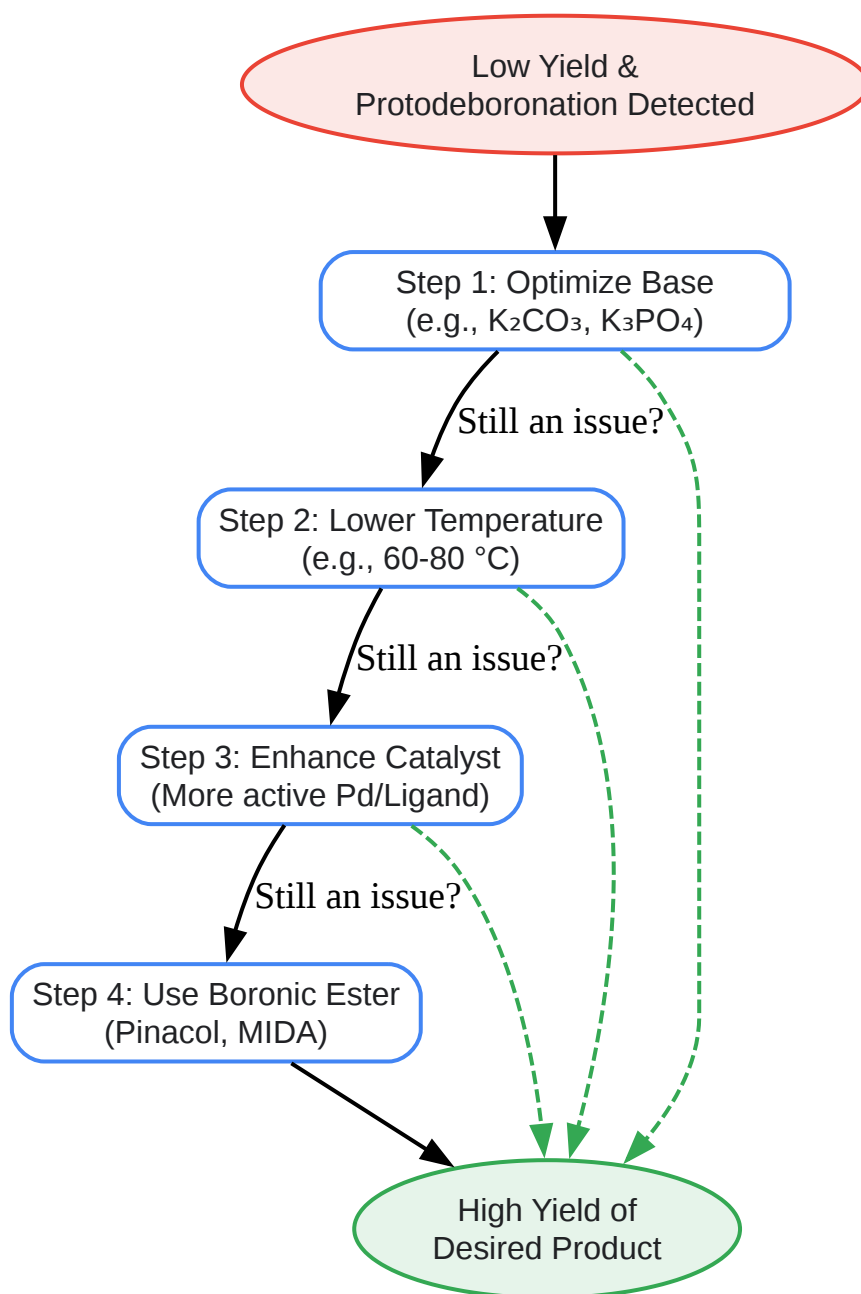 Low Yield &
Protodeboronation Detected
Step 1: Optimize Base
(e.g., K₂CO₃, K₃PO₄)
Still an issue?
Step 2: Lower Temperature
(e.g., 60-80 °C)
Still an issue?
Step 3: Enhance Catalyst
(More active Pd/Ligand)
Still an issue?
Step 4: Use Boronic Ester
(Pinacol, MIDA)
High Yield of
Desired Product